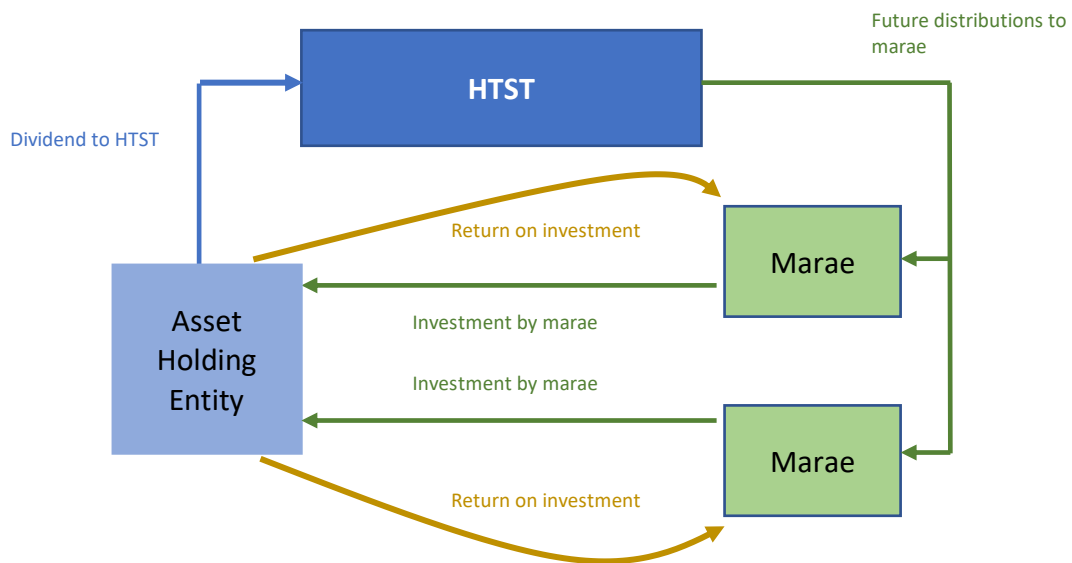 Future distributions to
marae
HTST
Dividend to HTST
Return on investment
Marae
Investment by marae
Asset
Holding
Entity
Investment by marae
Marae
Return on investment